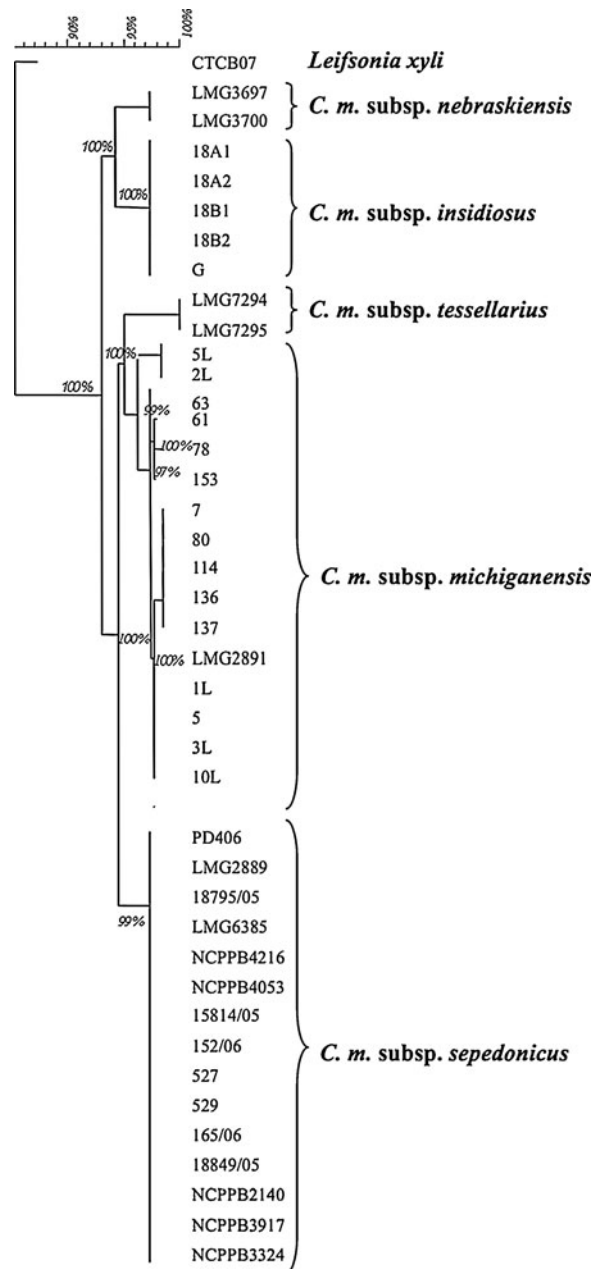 90% 95% 100%
CTCB07 Leifsonia xyli
LMG3697
C. m. subsp. nebraskiensis
LMG3700
100%
18A1
18A2
100%
18B1
C. m. subsp. insidiosus
18B2
G
LMG7294
C. m. subsp. tessellarius
LMG7295
100%
5L
2L
100%
63
99%
61
100%
78
97%
153
7
80
114
C. m. subsp. michiganensis
136
137
100%
100%
LMG2891
1L
5
3L
10L
PD406
LMG2889
18795/05
99%
LMG6385
NCPPB4216
NCPPB4053
15814/05
152/06
C. m. subsp. sepedonicus
527
529
165/06
18849/05
NCPPB2140
NCPPB3917
NCPPB3324